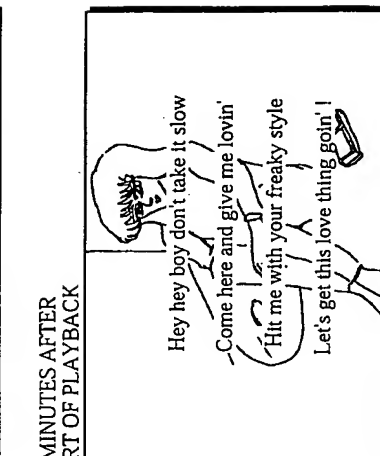 MINUTES AFTER
RT OF PLAYBACK
Hey hey boy don't take it slow
Come here and give me lovin'
Hit me with your freaky style
Let's get this love thing goin' !